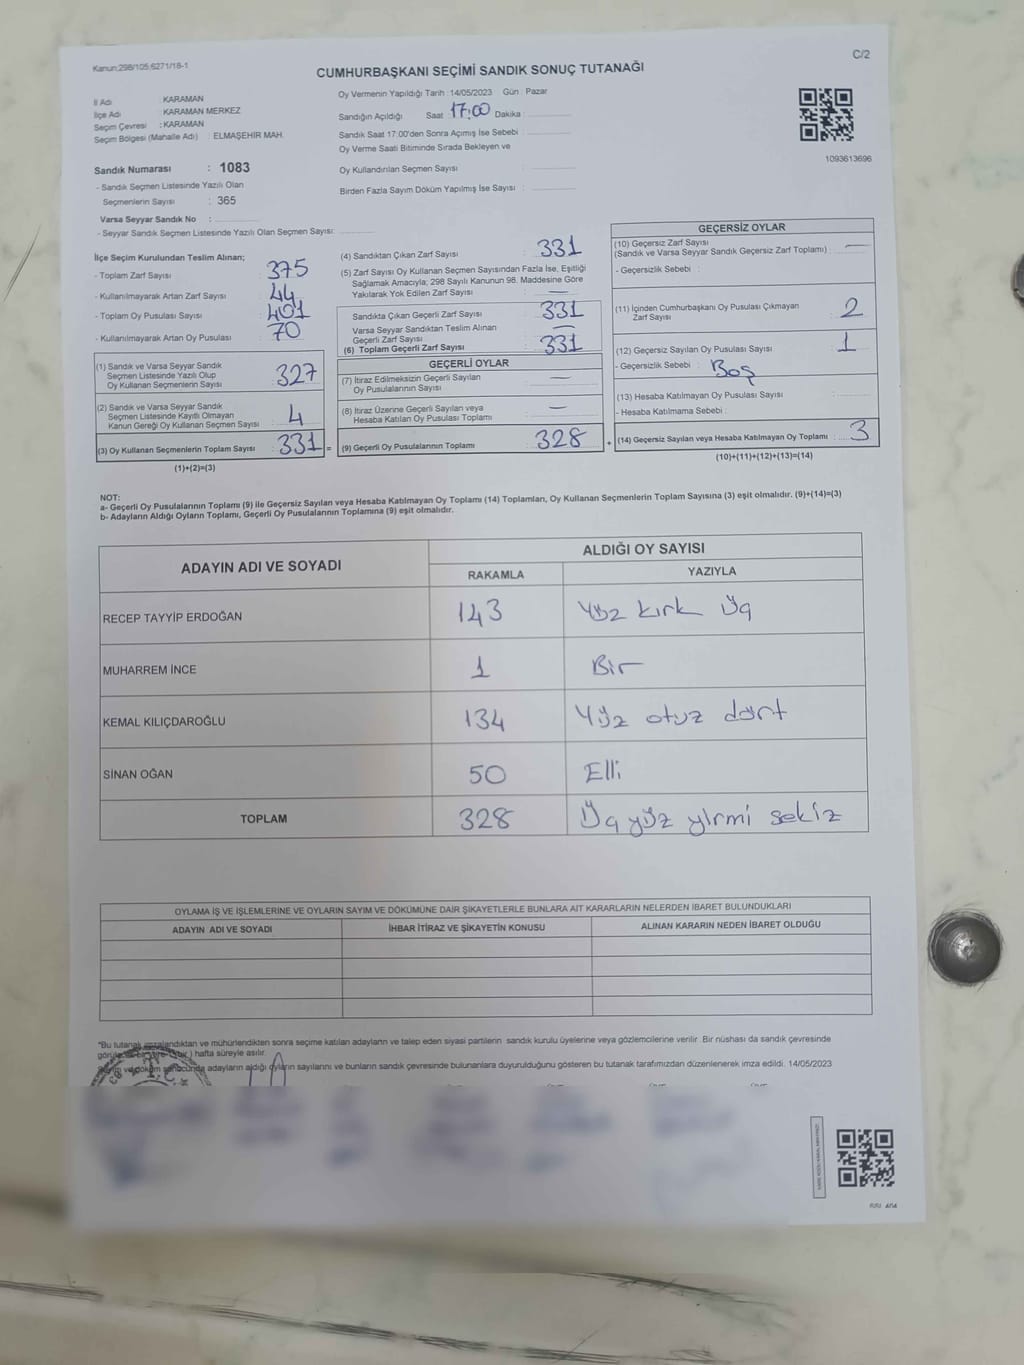 Kanun:298/105,6271/18-1
C/2
CUMHURBAŞKANI SEÇİMİ SANDIK SONUÇ TUTANAĞI
İl Adı : KARAMAN
İlçe Adı : KARAMAN MERKEZ
Seçim Çevresi : KARAMAN
Seçim Bölgesi (Mahalle Adı) : ELMAŞEHİR MAH.
Sandık Numarası : 1083
- Sandık Seçmen Listesinde Yazılı Olan
Seçmenlerin Sayısı : 365
Varsa Seyyar Sandık No :
- Seyyar Sandık Seçmen Listesinde Yazılı Olan Seçmen Sayısı:
Oy Vermenin Yapıldığı Tarih :14/05/2023 Gün : Pazar
Sandığın Açıldığı Saat : 17:00 Dakika :
Sandık Saat 17:00'den Sonra Açımış İse Sebebi :
Oy Verme Saati Bitiminde Sırada Bekleyen ve
Oy Kullandırılan Seçmen Sayısı :
Birden Fazla Sayım Döküm Yapılmış İse Sayısı :
1093613696
İlçe Seçim Kurulundan Teslim Alınan;
- Toplam Zarf Sayısı : 375
- Kullanılmayarak Artan Zarf Sayısı : 44
- Toplam Oy Pusulası Sayısı : 401
- Kullanılmayarak Artan Oy Pusulası : 70
(1) Sandık ve Varsa Seyyar Sandık
Seçmen Listesinde Yazılı Olup
Oy Kullanan Seçmenlerin Sayısı : 327
(2) Sandık ve Varsa Seyyar Sandık
Seçmen Listesinde Kayıtlı Olmayan
Kanun Gereği Oy Kullanan Seçmen Sayısı : 4
(3) Oy Kullanan Seçmenlerin Toplam Sayısı : 331 =
(1)+(2)=(3)
(4) Sandıktan Çıkan Zarf Sayısı : 331
(5) Zarf Sayısı Oy Kullanan Seçmen Sayısından Fazla İse, Eşitliği
Sağlamak Amacıyla, 298 Sayılı Kanunun 98. Maddesine Göre
Yakılarak Yok Edilen Zarf Sayısı : —
Sandıkta Çıkan Geçerli Zarf Sayısı : 331
Varsa Seyyar Sandıktan Teslim Alınan
Geçerli Zarf Sayısı : —
(6) Toplam Geçerli Zarf Sayısı : 331
GEÇERLİ OYLAR
(7) İtiraz Edilmeksizin Geçerli Sayılan
Oy Pusulalarının Sayısı : —
(8) İtiraz Üzerine Geçerli Sayılan veya
Hesaba Katılan Oy Pusulası Toplamı : —
(9) Geçerli Oy Pusulalarının Toplamı : 328 +
GEÇERSİZ OYLAR
(10) Geçersiz Zarf Sayısı
(Sandık ve Varsa Seyyar Sandık Geçersiz Zarf Toplamı) : —
- Geçersizlik Sebebi :
(11) İçinden Cumhurbaşkanı Oy Pusulası Çıkmayan
Zarf Sayısı : 2
(12) Geçersiz Sayılan Oy Pusulası Sayısı : 1
- Geçersizlik Sebebi : Boş
(13) Hesaba Katılmayan Oy Pusulası Sayısı :
- Hesaba Katılmama Sebebi :
(14) Geçersiz Sayılan veya Hesaba Katılmayan Oy Toplamı : 3
(10)+(11)+(12)+(13)=(14)
NOT:
a- Geçerli Oy Pusulalarının Toplamı (9) ile Geçersiz Sayılan veya Hesaba Katılmayan Oy Toplamı (14) Toplamları, Oy Kullanan Seçmenlerin Toplam Sayısına (3) eşit olmalıdır. (9)+(14)=(3)
b- Adayların Aldığı Oyların Toplamı, Geçerli Oy Pusulalarının Toplamına (9) eşit olmalıdır.
ADAYIN ADI VE SOYADI
ALDIĞI OY SAYISI
RAKAMLA YAZIYLA
RECEP TAYYİP ERDOĞAN 143 Yüz kırk üç
MUHARREM İNCE 1 Bir
KEMAL KILIÇDAROĞLU 134 Yüz otuz dört
SİNAN OĞAN 50 Elli
TOPLAM 328 Üç yüz yirmi sekiz
OYLAMA İŞ VE İŞLEMLERİNE VE OYLARIN SAYIM VE DÖKÜMÜNE DAİR ŞİKAYETLERLE BUNLARA AİT KARARLARIN NELERDEN İBARET BULUNDUKLARI
ADAYIN ADI VE SOYADI İHBAR İTİRAZ VE ŞİKAYETİN KONUSU ALINAN KARARIN NEDEN İBARET OLDUĞU
*Bu tutanak imzalandıktan ve mühürlendikten sonra seçime katılan adayların ve talep eden siyasi partilerin sandık kurulu üyelerine veya gözlemcilerine verilir. Bir nüshası da sandık çevresinde
hafta süreyle asılır.
adayların aldığı oyların sayılarını ve bunların sandık çevresinde bulunanlara duyurulduğunu gösteren bu tutanak tarafımızdan düzenlenerek imza edildi. 14/05/2023